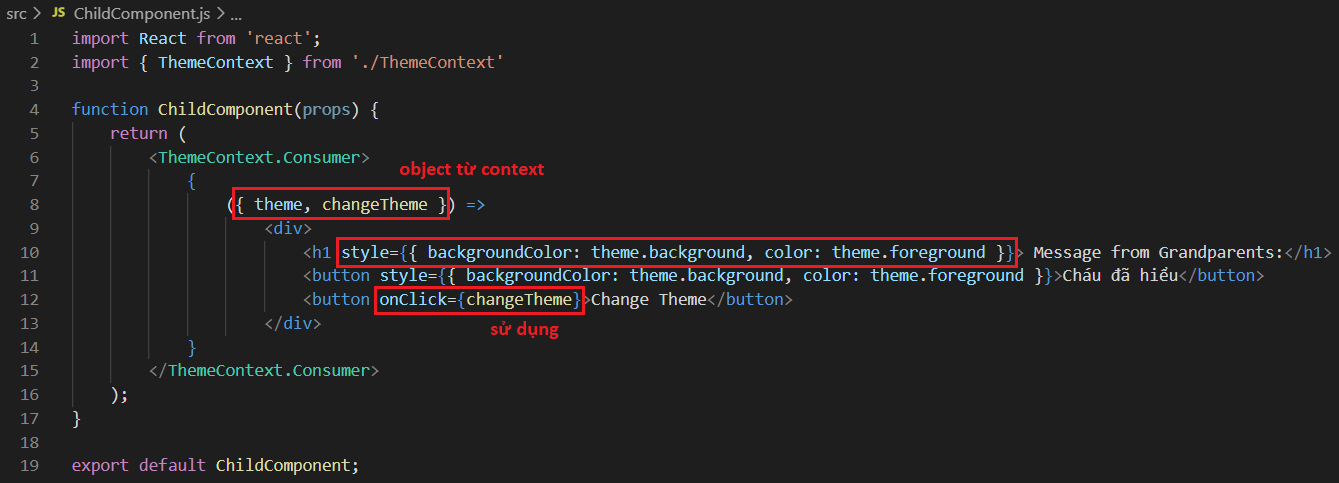 src > JS ChildComponent.js > ...
1 import React from 'react';
2 import { ThemeContext } from './ThemeContext'
3
4 function ChildComponent(props) {
5 return (
6 <ThemeContext.Consumer>
object từ context
7 {
8 ({ theme, changeTheme }) =>
9 <div>
10 <h1 style={{ backgroundColor: theme.background, color: theme.foreground }}> Message from Grandparents:</h1>
11 <button style={{ backgroundColor: theme.background, color: theme.foreground }}>Cháu đã hiểu</button>
12 <button onClick={changeTheme}>Change Theme</button>
13 </div>
sử dụng
14 }
15 </ThemeContext.Consumer>
16 );
17 }
18
19 export default ChildComponent;